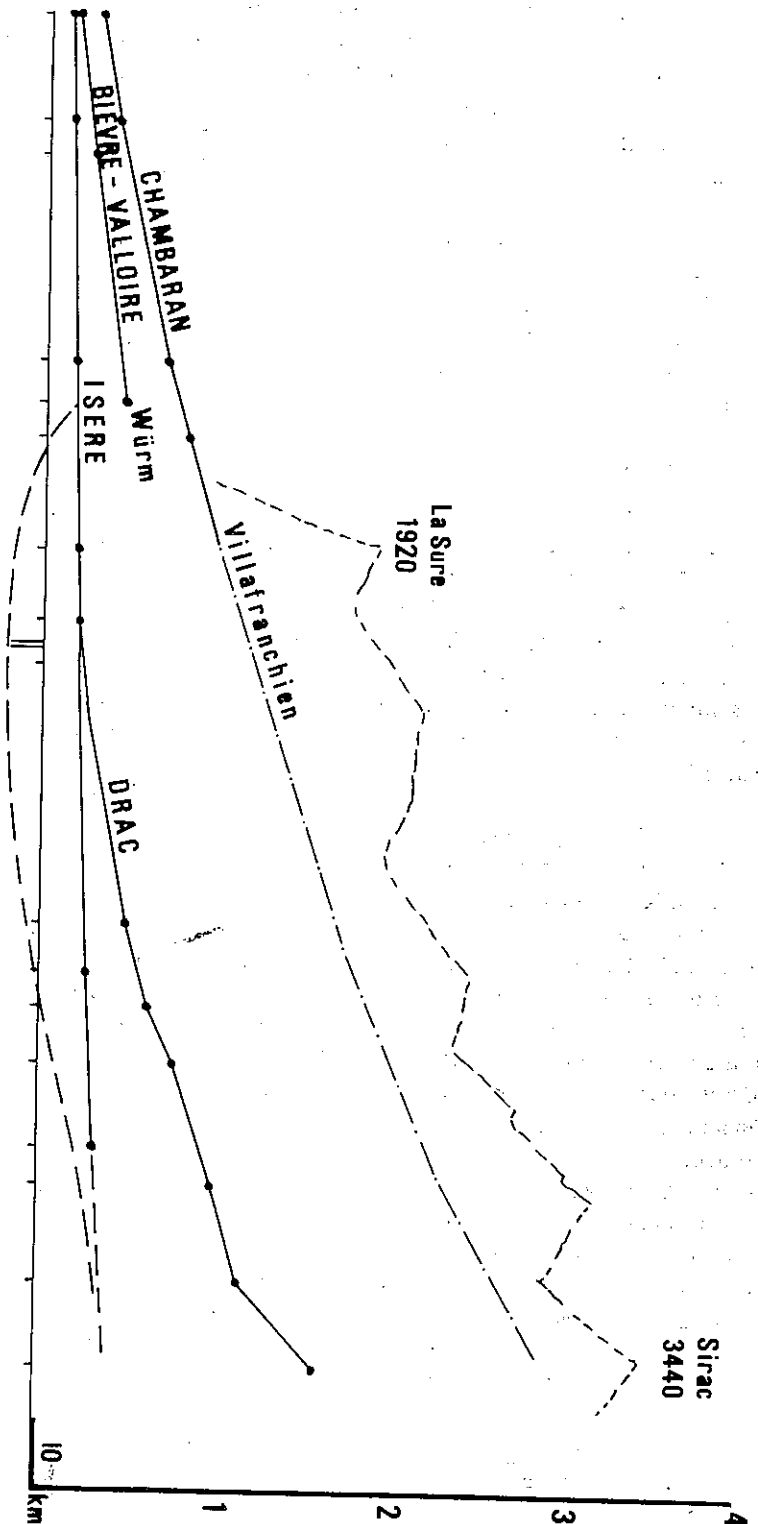 La Sure
1920
Sirac
3440
CHAMBARAN
Villafranchien
BIEVRE - VALLOIRE
Würm
ISERE
DRAC
4
3
2
1
km
10